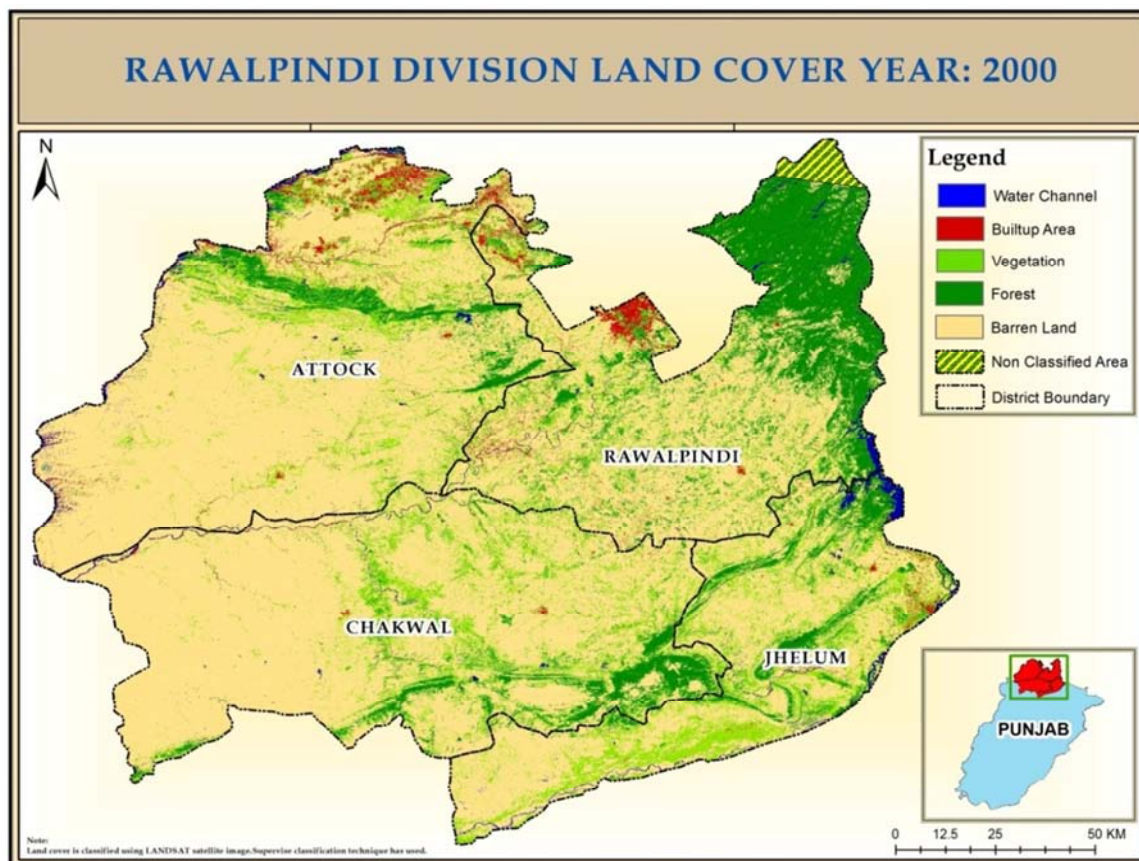 RAWALPINDI DIVISION LAND COVER YEAR: 2000
N
Legend
Water Channel
Builtup Area
Vegetation
Forest
Barren Land
Non Classified Area
District Boundary
ATTOCK
RAWALPINDI
CHAKWAL
JHELUM
PUNJAB
0 12.5 25 50 KM
Note:
Land cover is classified using LANDSAT satellite image.Supervise classification technique has used.